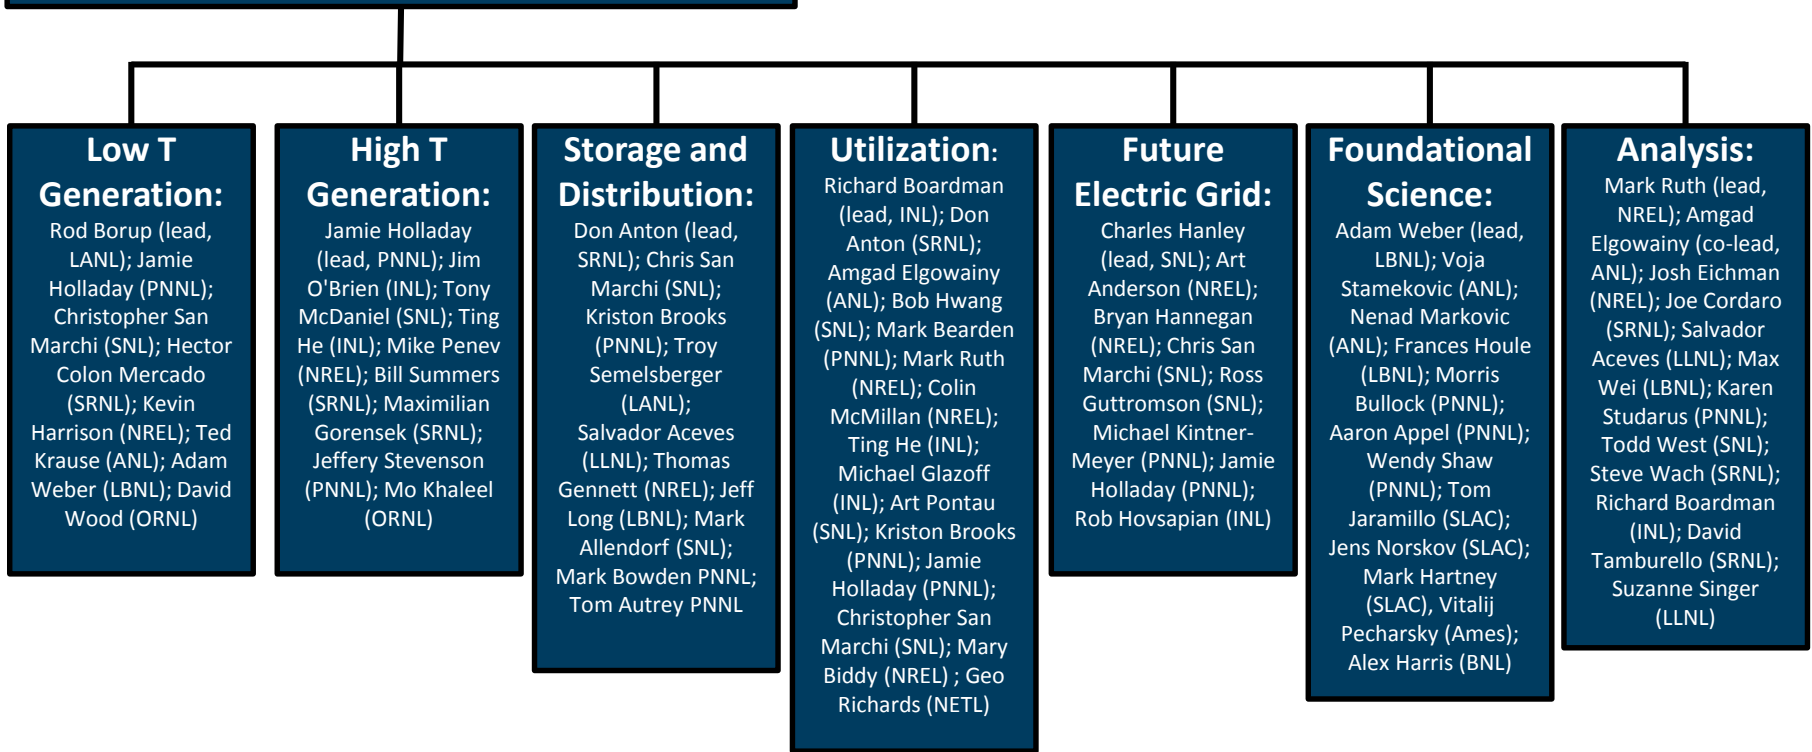 Low T
Generation:
Rod Borup (lead,
LANL); Jamie
Holladay (PNNL);
Christopher San
Marchi (SNL); Hector
Colon Mercado
(SRNL); Kevin
Harrison (NREL); Ted
Krause (ANL); Adam
Weber (LBNL); David
Wood (ORNL)
High T
Generation:
Jamie Holladay
(lead, PNNL); Jim
O'Brien (INL); Tony
McDaniel (SNL); Ting
He (INL); Mike Penev
(NREL); Bill Summers
(SRNL); Maximilian
Gorensek (SRNL);
Jeffery Stevenson
(PNNL); Mo Khaleel
(ORNL)
Storage and
Distribution:
Don Anton (lead,
SRNL); Chris San
Marchi (SNL);
Kriston Brooks
(PNNL); Troy
Semelsberger
(LANL);
Salvador Aceves
(LLNL); Thomas
Gennett (NREL); Jeff
Long (LBNL); Mark
Allendorf (SNL);
Mark Bowden PNNL;
Tom Autrey PNNL
Utilization:
Richard Boardman
(lead, INL); Don
Anton (SRNL);
Amgad Elgowainy
(ANL); Bob Hwang
(SNL); Mark Bearden
(PNNL); Mark Ruth
(NREL); Colin
McMillan (NREL);
Ting He (INL);
Michael Glazoff
(INL); Art Pontau
(SNL); Kriston Brooks
(PNNL); Jamie
Holladay (PNNL);
Christopher San
Marchi (SNL); Mary
Biddy (NREL) ; Geo
Richards (NETL)
Future
Electric Grid:
Charles Hanley
(lead, SNL); Art
Anderson (NREL);
Bryan Hannegan
(NREL); Chris San
Marchi (SNL); Ross
Guttromson (SNL);
Michael Kintner-
Meyer (PNNL); Jamie
Holladay (PNNL);
Rob Hovsapian (INL)
Foundational
Science:
Adam Weber (lead,
LBNL); Voja
Stamekovic (ANL);
Nenad Markovic
(ANL); Frances Houle
(LBNL); Morris
Bullock (PNNL);
Aaron Appel (PNNL);
Wendy Shaw
(PNNL); Tom
Jaramillo (SLAC);
Jens Norskov (SLAC);
Mark Hartney
(SLAC), Vitalij
Pecharsky (Ames);
Alex Harris (BNL)
Analysis:
Mark Ruth (lead,
NREL); Amgad
Elgowainy (co-lead,
ANL); Josh Eichman
(NREL); Joe Cordaro
(SRNL); Salvador
Aceves (LLNL); Max
Wei (LBNL); Karen
Studarus (PNNL);
Todd West (SNL);
Steve Wach (SRNL);
Richard Boardman
(INL); David
Tamburello (SRNL);
Suzanne Singer
(LLNL)